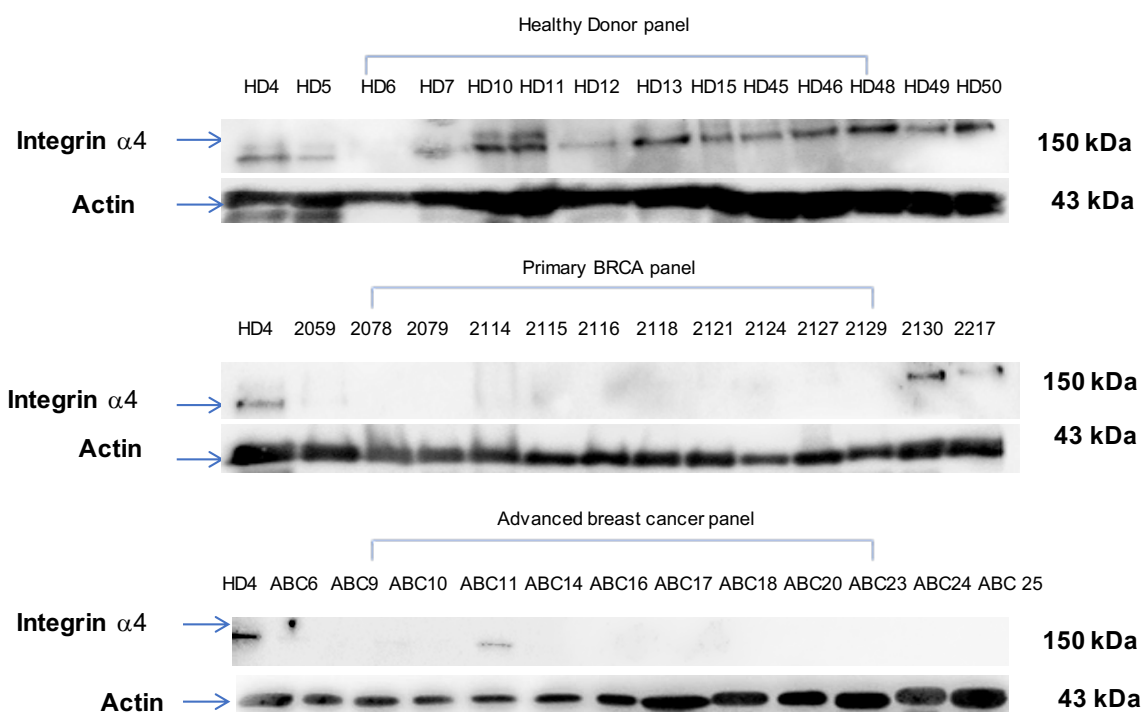 Healthy Donor panel
HD4 HD5 HD6 HD7 HD10 HD11 HD12 HD13 HD15 HD45 HD46 HD48 HD49 HD50
Integrin α4
150 kDa
Actin
43 kDa
Primary BRCA panel
HD4 2059 2078 2079 2114 2115 2116 2118 2121 2124 2127 2129 2130 2217
Integrin α4
150 kDa
Actin
43 kDa
Advanced breast cancer panel
HD4 ABC6 ABC9 ABC10 ABC11 ABC14 ABC16 ABC17 ABC18 ABC20 ABC23 ABC24 ABC 25
Integrin α4
150 kDa
Actin
43 kDa